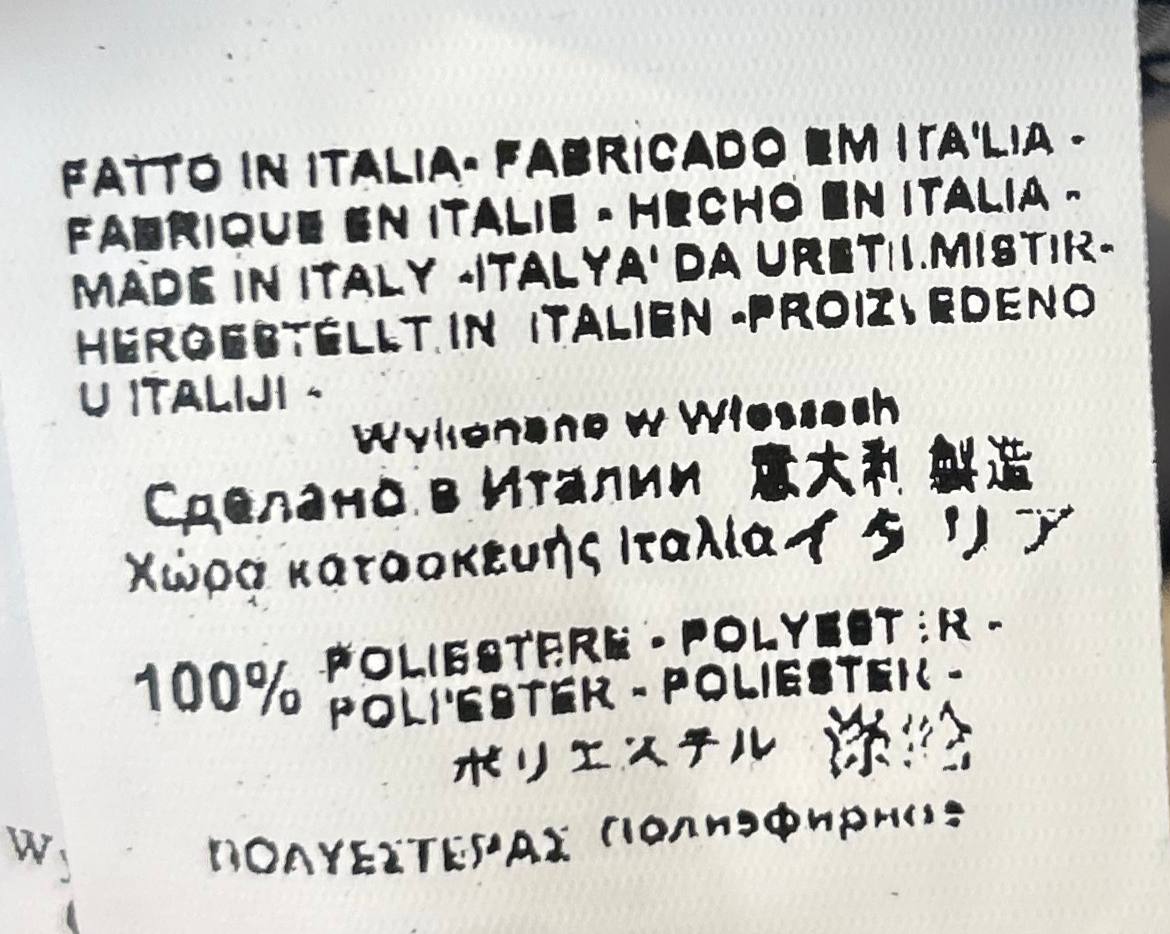 FATTO IN ITALIA- FABRICADO EM ITA'LIA -
FABRIQUE EN ITALIE - HECHO EN ITALIA -
MADE IN ITALY -ITALYA' DA URETILMISTIR-
HERGESTELLT IN ITALIEN -PROIZVEDENO
U ITALIJI -
Wykonano w Wloszech
Сделано в Италии 意大利 製造
Χώρα κατασκευής Ιταλία イタリア
100% POLIESTERE - POLYESTER -
POLI'ESTER - POLIESTER -
ポリエステル
ΠΟΛΥΕΣΤΕΡΑΣ Полиэфирное
Wy